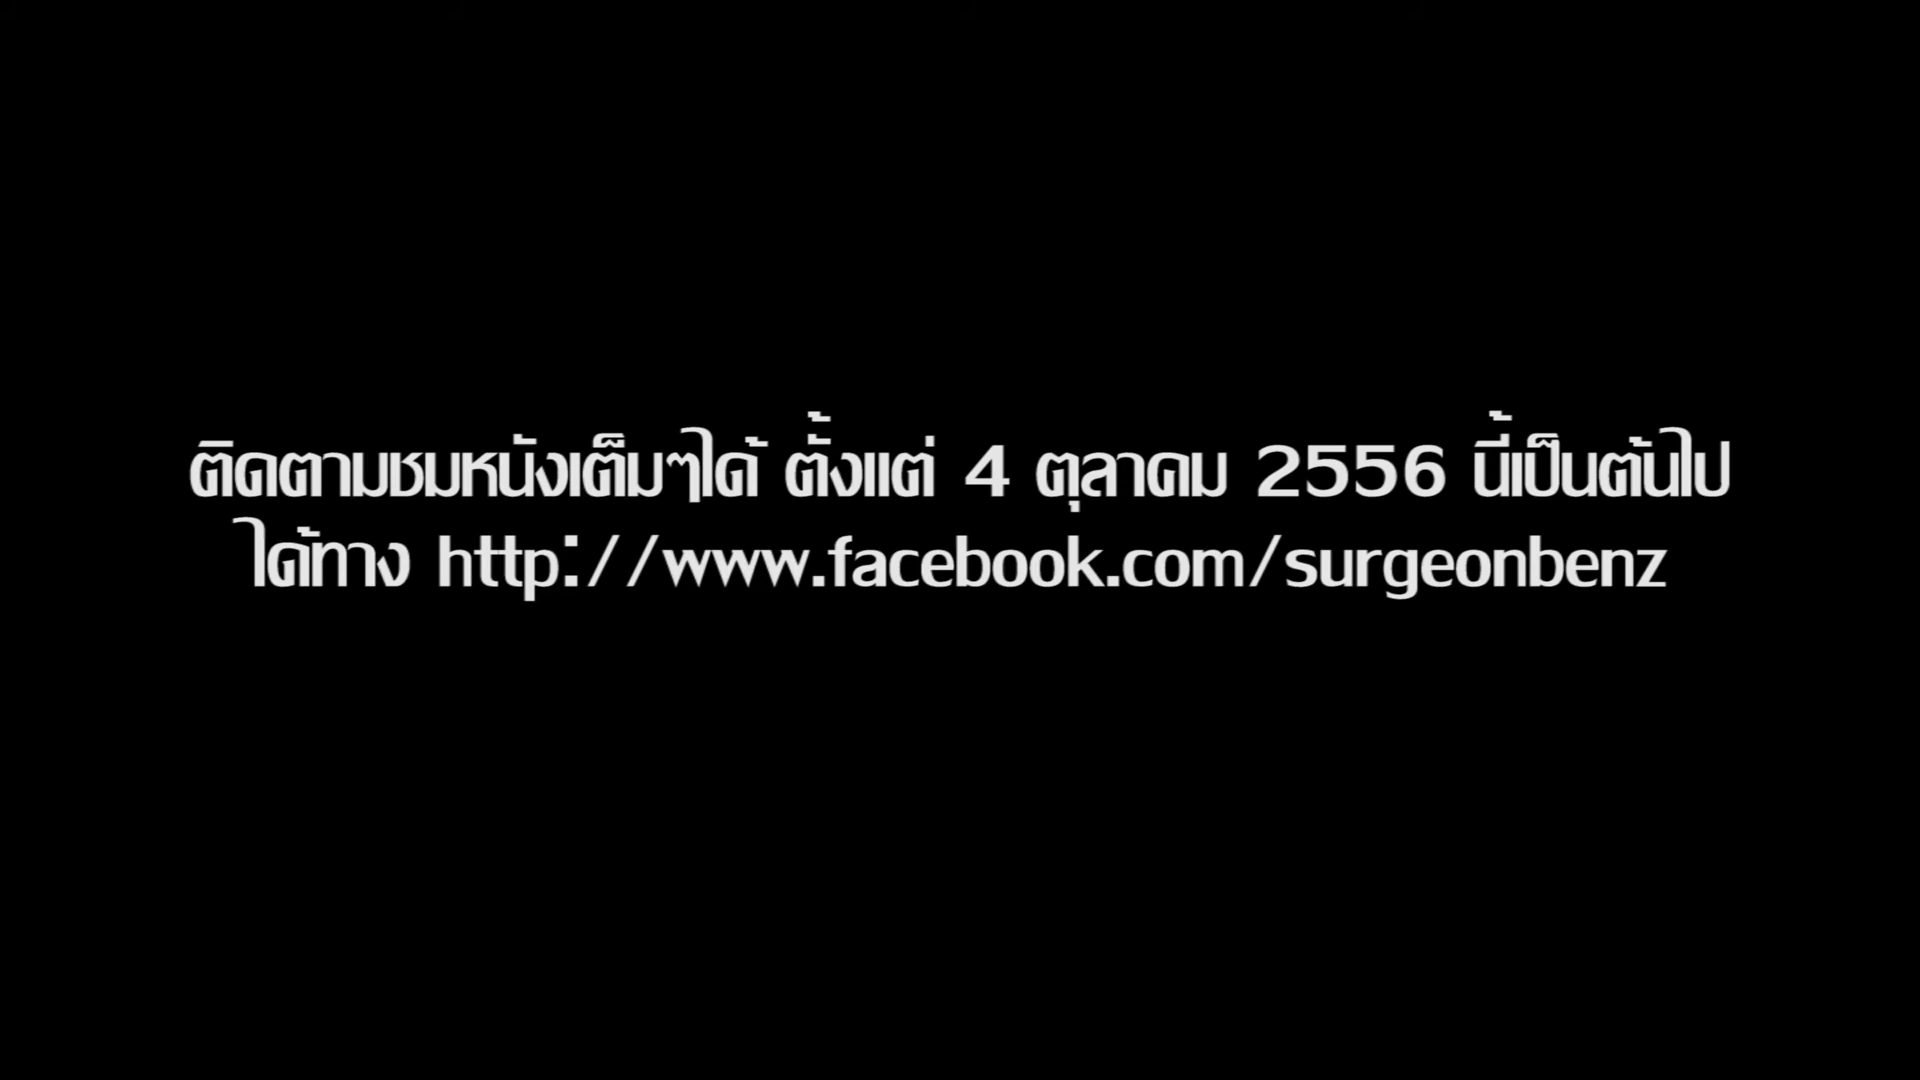 ติดตามชมหนังเต็มๆได้ ตั้งแต่ 4 ตุลาคม 2556 นี้เป็นต้นไป
ได้ทาง http://www.facebook.com/surgeonbenz